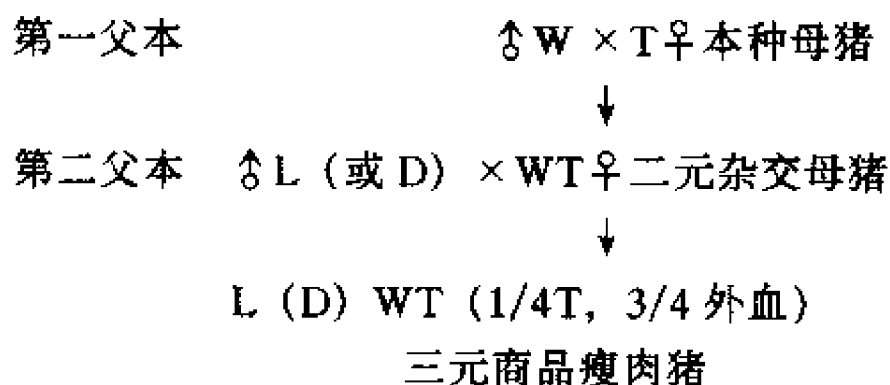 第一父本 ♂W × T♀本种母猪
↓
第二父本 ♂L（或 D）×WT♀二元杂交母猪
↓
L（D）WT（1/4T，3/4 外血）
三元商品瘦肉猪